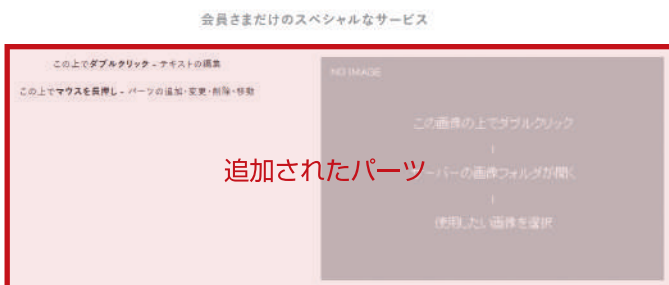 会員さまだけのスペシャルなサービス
この上でダブルクリック - テキストの編集
この上でマウスを長押し - パーツの追加・変更・削除・移動
NO IMAGE
この画像の上でダブルクリック
↓
サーバーの画像フォルダが開く
↓
使用したい画像を選択
追加されたパーツ